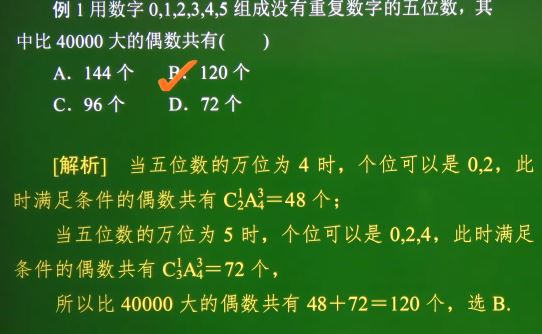 例 1 用数字 0,1,2,3,4,5 组成没有重复数字的五位数，其
中比 40000 大的偶数共有( )
A．144 个 B．120 个
C．96 个 D．72 个
[解析] 当五位数的万位为 4 时，个位可以是 0,2，此
时满足条件的偶数共有 C₂¹A₄³＝48 个；
当五位数的万位为 5 时，个位可以是 0,2,4，此时满足
条件的偶数共有 C₃¹A₄³＝72 个，
所以比 40000 大的偶数共有 48＋72＝120 个，选 B.